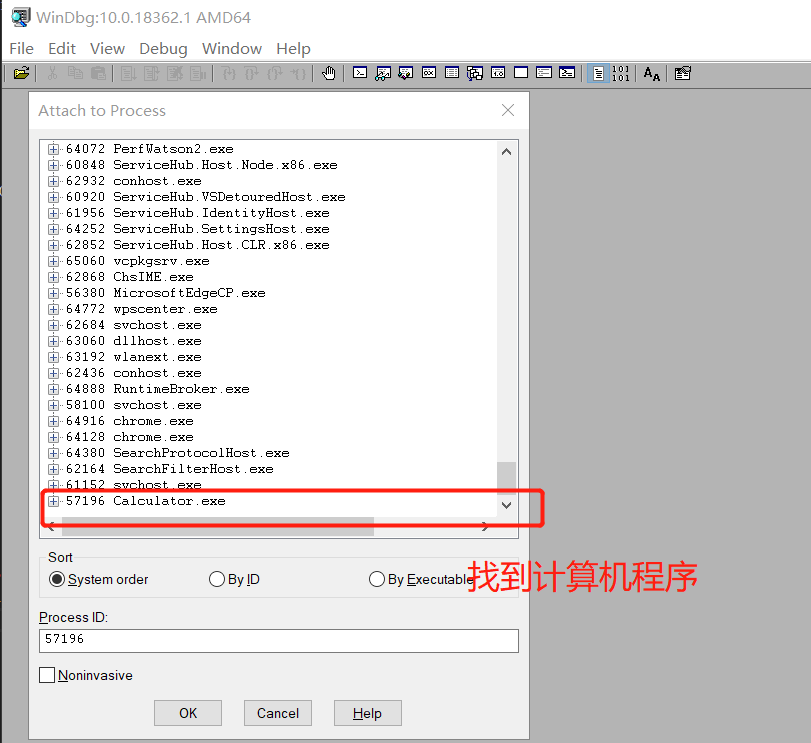 WinDbg:10.0.18362.1 AMD64
File Edit View Debug Window Help
Attach to Process
64072 PerfWatson2.exe
60848 ServiceHub.Host.Node.x86.exe
62932 conhost.exe
60920 ServiceHub.VSDetouredHost.exe
61956 ServiceHub.IdentityHost.exe
64252 ServiceHub.SettingsHost.exe
62852 ServiceHub.Host.CLR.x86.exe
65060 vcpkgsrv.exe
62868 ChsIME.exe
56380 MicrosoftEdgeCP.exe
64772 wpscenter.exe
62684 svchost.exe
63060 dllhost.exe
63192 wlanext.exe
62436 conhost.exe
64888 RuntimeBroker.exe
58100 svchost.exe
64916 chrome.exe
64128 chrome.exe
64380 SearchProtocolHost.exe
62164 SearchFilterHost.exe
61152 svchost.exe
57196 Calculator.exe
Sort
System order By ID By Executable
找到计算机程序
Process ID:
57196
Noninvasive
OK Cancel Help